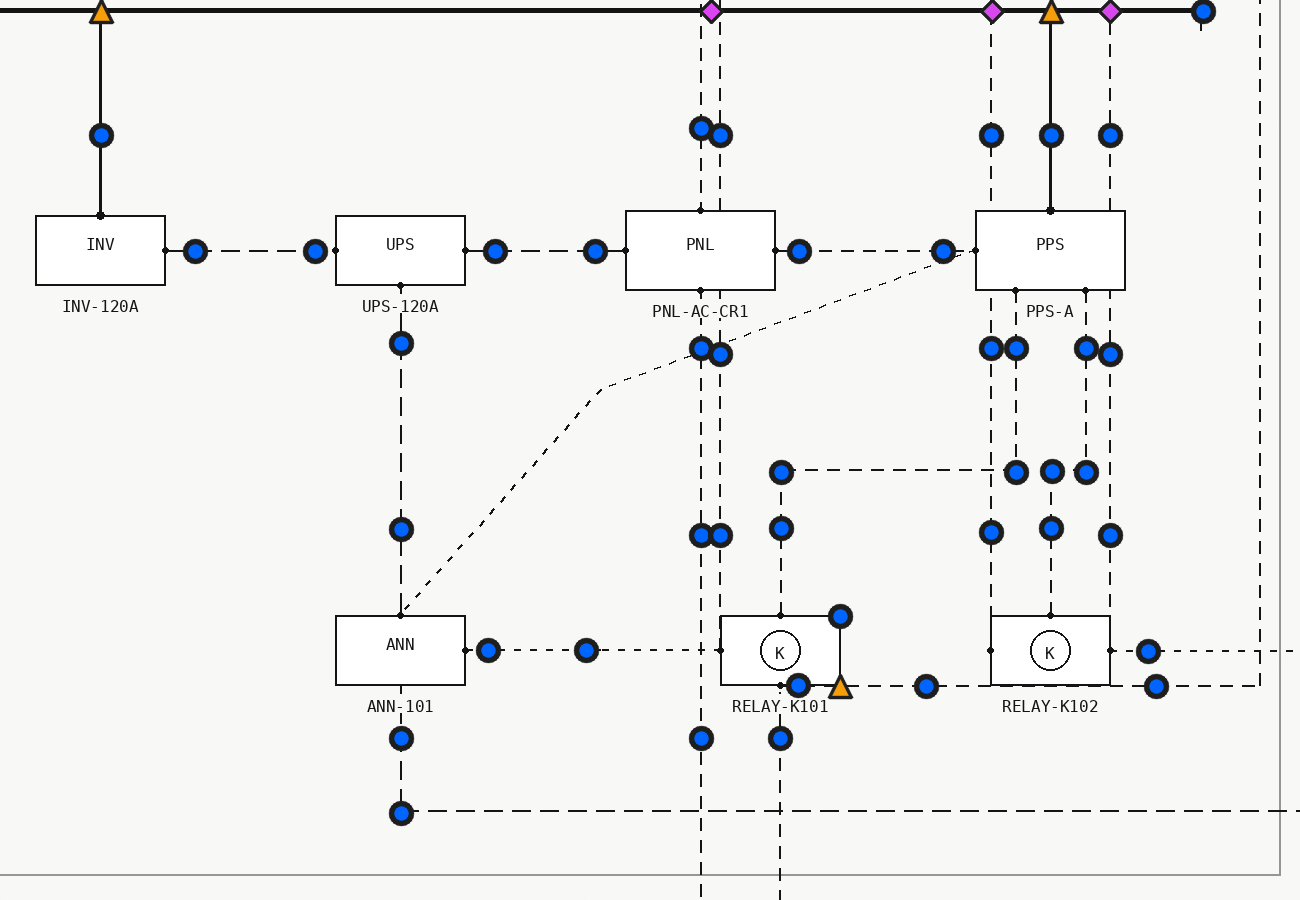 INV
UPS
PNL
PPS
INV-120A
UPS-120A
PNL-AC-CR1
PPS-A
ANN
K
K
ANN-101
RELAY-K101
RELAY-K102